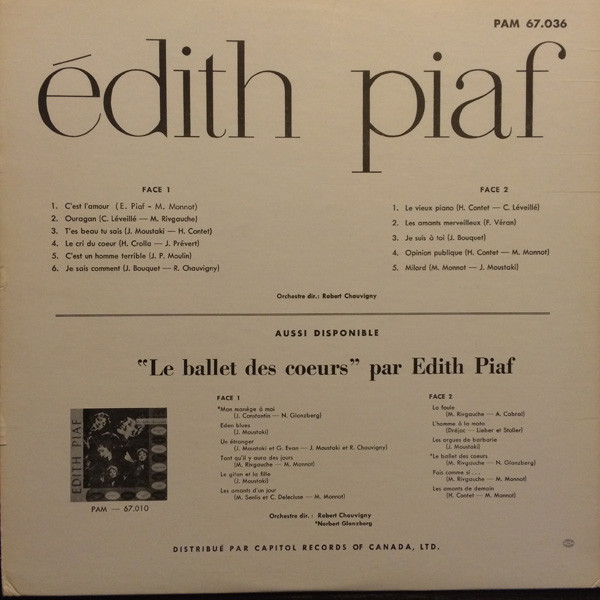 PAM 67.036
édith piaf
FACE 1
1. C'est l'amour (E. Piaf - M. Monnot)
2. Ouragan (C. Léveillé — M. Rivgauche)
3. T'es beau tu sais (J. Moustaki — H. Contet)
4. Le cri du coeur (H. Crolla — J. Prévert)
5. C'est un homme terrible (J. P. Moulin)
6. Je sais comment (J. Bouquet — R. Chauvigny)
FACE 2
1. Le vieux piano (H. Contet — C. Léveillé)
2. Les amants merveilleux (F. Véran)
3. Je suis à toi (J. Bouquet)
4. Opinion publique (H. Contet — M. Monnot)
5. Milord (M. Monnot — J. Moustaki)
Orchestre dir.: Robert Chauvigny
AUSSI DISPONIBLE
"Le ballet des coeurs" par Edith Piaf
EDITH PIAF
PAM — 67.010
FACE 1
*Mon manège à moi
(J. Constantin — N. Glanzberg)
Eden blues
(J. Moustaki)
Un étranger
(J. Moustaki et G. Evan — J. Moustaki et R. Chauvigny)
Tant qu'il y aura des jours
(M. Rivgauche — M. Monnot)
Le gitan et la fille
(J. Moustaki)
Les amants d'un jour
(M. Senlis et C. Delecluse — M. Monnot)
FACE 2
La foule
(M. Rivgauche — A. Cabral)
L'homme à la moto
(Dréjac — Lieber et Stoller)
Les orgues de barbarie
(J. Moustaki)
*Le ballet des coeurs
(M. Rivgauche — N. Glanzberg)
Fais comme si...
(M. Rivgauche — M. Monnot)
Les amants de demain
(H. Contet — M. Monnot)
Orchestre dir. : Robert Chauvigny
*Norbert Glanzberg
DISTRIBUÉ PAR CAPITOL RECORDS OF CANADA, LTD.